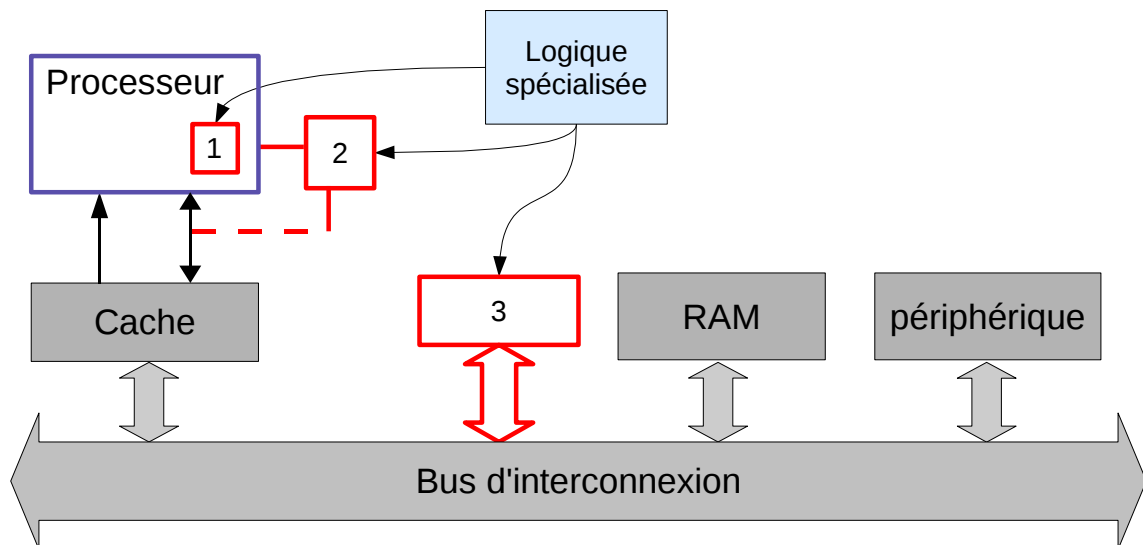 Logique
spécialisée
Processeur
1
2
3
Cache
RAM
périphérique
Bus d'interconnexion